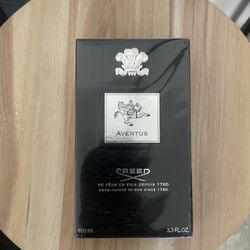 AVENTUS
CREED
DE PÈRE EN FILS DEPUIS 1760
FROM FATHER TO SON SINCE 1760
100 ML
3.3 FL.OZ.